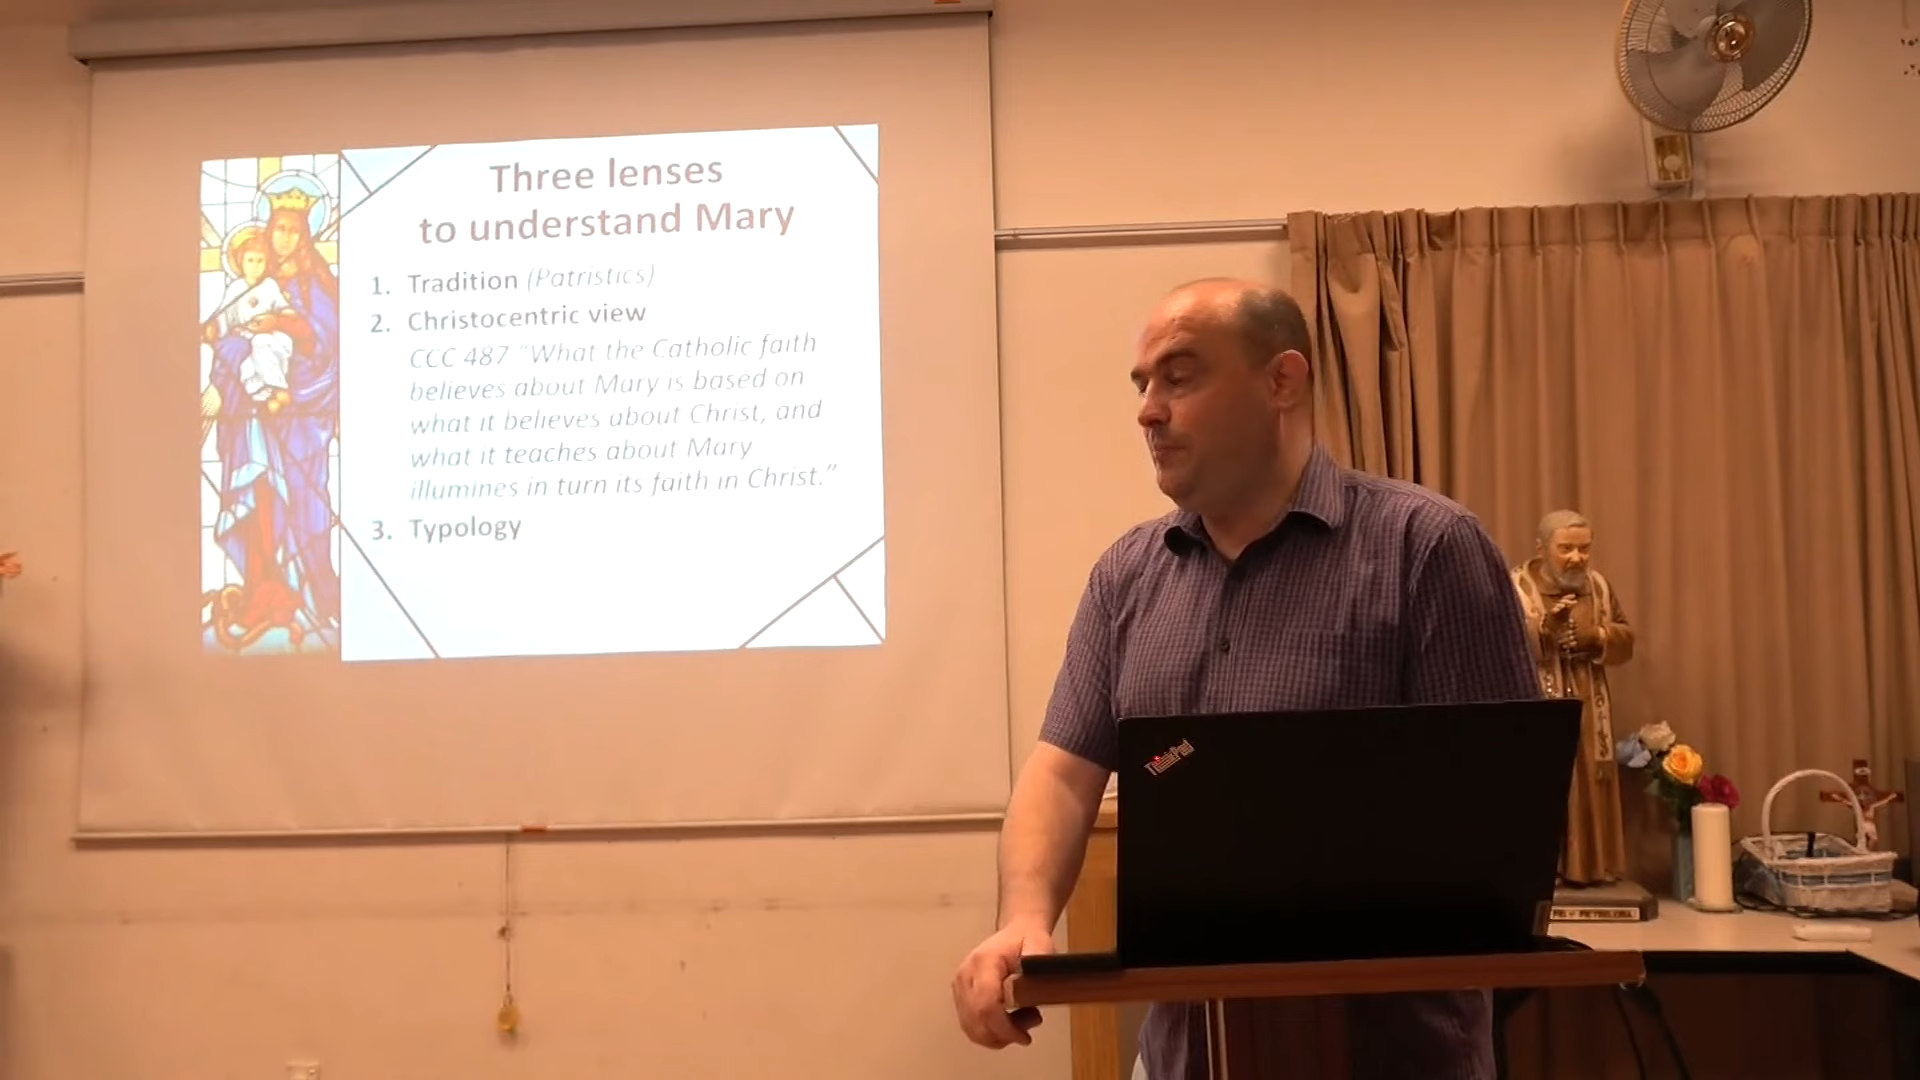 Three lenses
to understand Mary
1. Tradition (Patristics)
2. Christocentric view
CCC 487 “What the Catholic faith
believes about Mary is based on
what it believes about Christ, and
what it teaches about Mary
illumines in turn its faith in Christ.”
3. Typology
ThinkPad